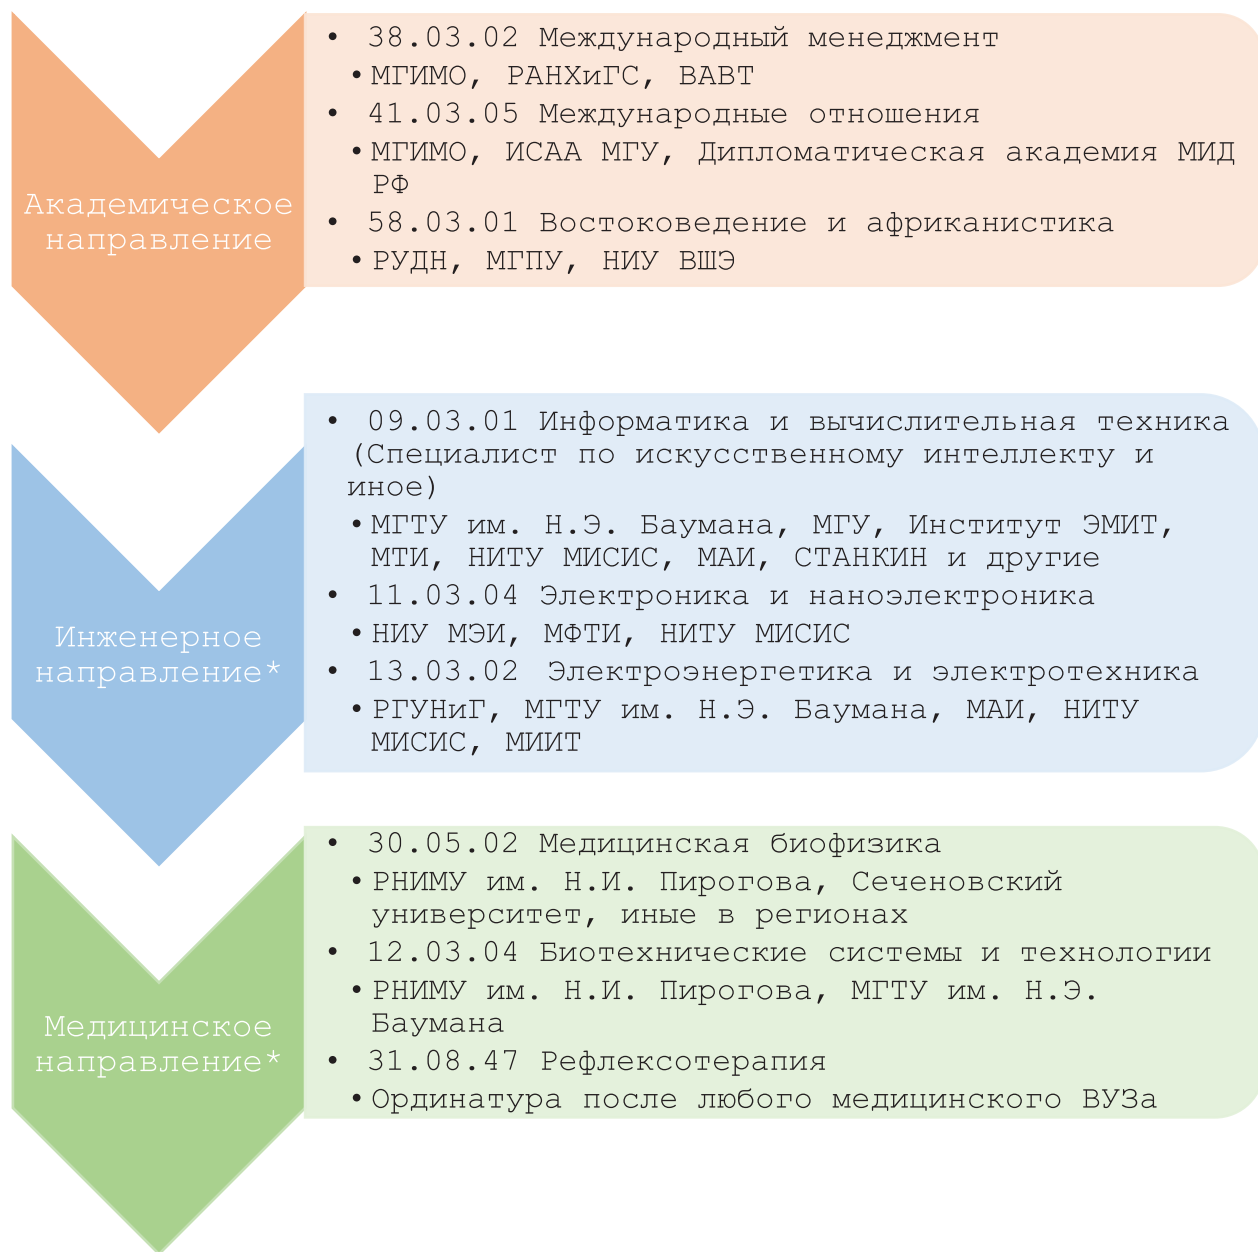 Академическое
направление
• 38.03.02 Международный менеджмент
• МГИМО, РАНХиГС, ВАВТ
• 41.03.05 Международные отношения
• МГИМО, ИСАА МГУ, Дипломатическая академия МИД
РФ
• 58.03.01 Востоковедение и африканистика
• РУДН, МГПУ, НИУ ВШЭ
Инженерное
направление*
• 09.03.01 Информатика и вычислительная техника
(Специалист по искусственному интеллекту и
иное)
• МГТУ им. Н.Э. Баумана, МГУ, Институт ЭМИТ,
МТИ, НИТУ МИСИС, МАИ, СТАНКИН и другие
• 11.03.04 Электроника и наноэлектроника
• НИУ МЭИ, МФТИ, НИТУ МИСИС
• 13.03.02 Электроэнергетика и электротехника
• РГУНиГ, МГТУ им. Н.Э. Баумана, МАИ, НИТУ
МИСИС, МИИТ
Медицинское
направление*
• 30.05.02 Медицинская биофизика
• РНИМУ им. Н.И. Пирогова, Сеченовский
университет, иные в регионах
• 12.03.04 Биотехнические системы и технологии
• РНИМУ им. Н.И. Пирогова, МГТУ им. Н.Э.
Баумана
• 31.08.47 Рефлексотерапия
• Ординатура после любого медицинского ВУЗа